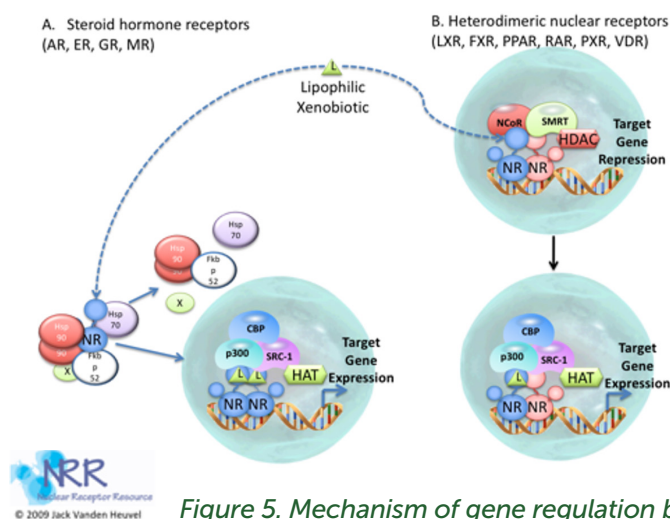 A. Steroid hormone receptors
(AR, ER, GR, MR)
B. Heterodimeric nuclear receptors
(LXR, FXR, PPAR, RAR, PXR, VDR)
L
Lipophilic
Xenobiotic
NCoR
SMRT
HDAC
NR
NR
Target
Gene
Repression
Hsp
70
Hsp
90
Fkb
p
52
X
Hsp
90
Hsp
70
NR
90
Fkb
p
52
X
CBP
p300
SRC-1
L
L
HAT
NR
NR
Target
Gene
Expression
CBP
p300
SRC-1
L
HAT
NR
NR
Target
Gene
Expression
NRR
Nuclear Receptor Resource
© 2009 Jack Vanden Heuvel
Figure 5. Mechanism of gene regulation b